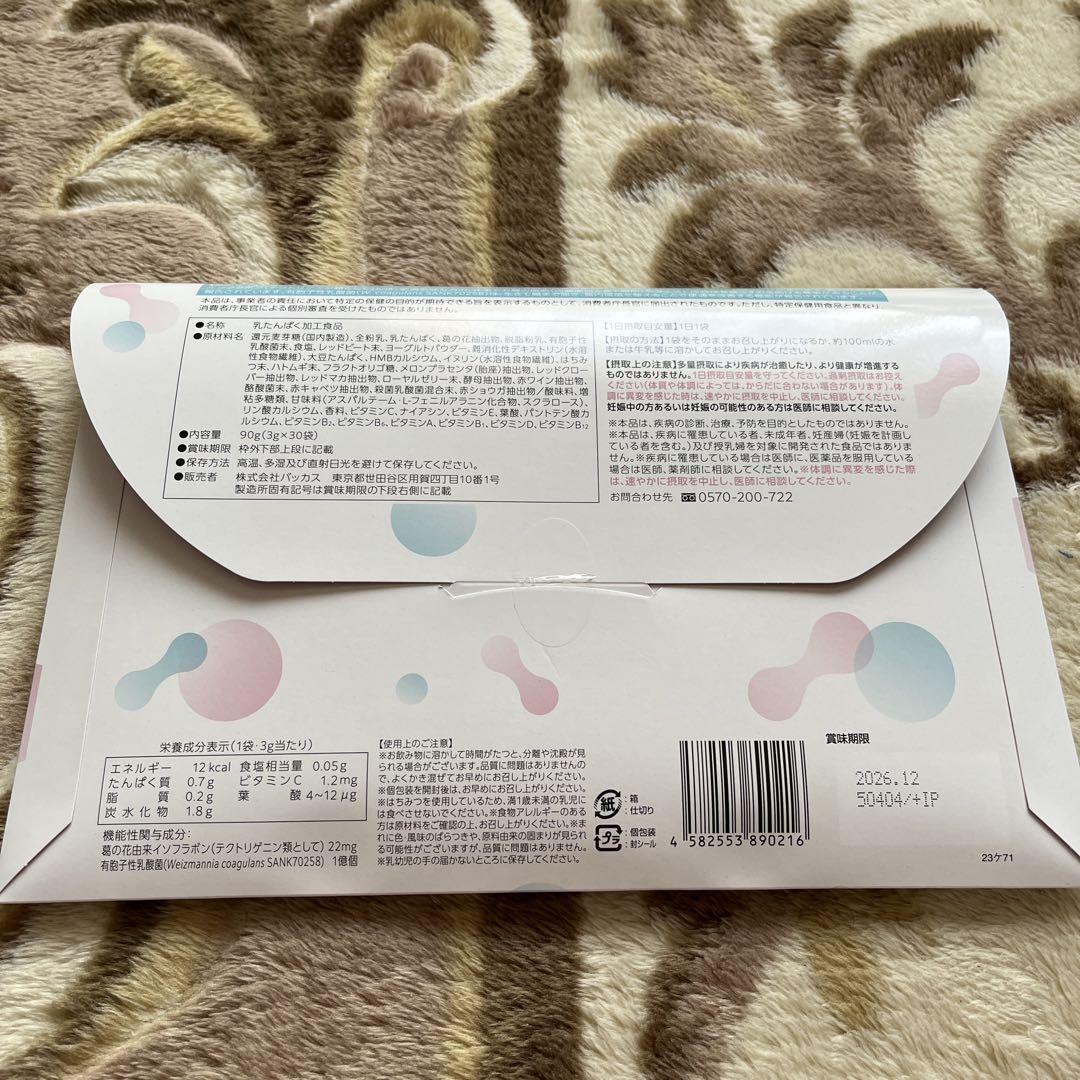 本品は、事業者の責任において特定の保健の目的が期待できる旨を表示するものとして、消費者庁長官に届出されたものです。ただし、特定保健用食品と異なり、
消費者庁長官による個別審査を受けたものではありません。
●名称 乳たんぱく加工食品
●原材料名 還元麦芽糖(国内製造)、全粉乳、乳たんぱく、葛の花抽出物、脱脂粉乳、有胞子性
乳酸菌末、食塩、レッドビート末、ヨーグルトパウダー、難消化性デキストリン(水溶
性食物繊維)、大豆たんぱく、HMBカルシウム、イヌリン(水溶性食物繊維)、はちみ
つ末、ハトムギ末、フラクトオリゴ糖、メロンプラセンタ(胎座)抽出物、レッドクロー
バー抽出物、レッドマカ抽出物、ローヤルゼリー末、酵母抽出物、赤ワイン抽出物、
酪酸菌末、赤キャベツ抽出物、殺菌乳酸菌混合末、赤ショウガ抽出物/酸味料、増
粘多糖類、甘味料(アスパルテーム・L-フェニルアラニン化合物、スクラロース)、
リン酸カルシウム、香料、ビタミンC、ナイアシン、ビタミンE、葉酸、パントテン酸カ
ルシウム、ビタミンB₂、ビタミンB₆、ビタミンA、ビタミンB₁、ビタミンD、ビタミンB₁₂
●内容量 90g(3g×30袋)
●賞味期限 枠外下部上段に記載
●保存方法 高温、多湿及び直射日光を避けて保存してください。
●販売者 株式会社バッカス 東京都世田谷区用賀四丁目10番1号
製造所固有記号は賞味期限の下段右側に記載
【1日摂取目安量】1日1袋
【摂取の方法】1袋をそのままお召し上がりになるか、約100mlの水
または牛乳等に溶かしてお召し上がりください。
【摂取上の注意】多量摂取により疾病が治癒したり、より健康が増進する
ものではありません。1日摂取目安量を守ってください。過剰摂取はお控え
ください(体質や体調によっては、からだに合わない場合があります)。体
調に異変を感じた時は、速やかに摂取を中止し、医師に相談してください。
妊娠中の方あるいは妊娠の可能性のある方は医師に相談してください。
※本品は、疾病の診断、治療、予防を目的としたものではありません。
※本品は、疾病に罹患している者、未成年者、妊産婦(妊娠を計画し
ている者を含む。)及び授乳婦を対象に開発された食品ではありませ
ん。※疾病に罹患している場合は医師に、医薬品を服用している
場合は医師、薬剤師に相談してください。※体調に異変を感じた際
は、速やかに摂取を中止し、医師に相談してください。
お問合わせ先 0570-200-722
栄養成分表示(1袋・3g当たり)
エネルギー 12kcal 食塩相当量 0.05g
たんぱく質 0.7g ビタミンC 1.2mg
脂質 0.2g 葉酸 4~12μg
炭水化物 1.8g
機能性関与成分:
葛の花由来イソフラボン(テクトリゲニン類として) 22mg
有胞子性乳酸菌(Weizmannia coagulans SANK70258) 1億個
【使用上のご注意】
※お飲み物に溶かして時間がたつと、分離や沈殿が見
られる場合がございます。品質に問題はありませんの
で、よくかき混ぜてお早めにお召し上がりください。
※個包装を開封後は、お早めにお召し上がりください。
※はちみつを使用しているため、満1歳未満の乳児に
は食べさせないでください。※食物アレルギーのある
方は原材料をご確認の上、お召し上がりください。※ま
れに色・風味のばらつきや、原料由来の固まりが見られ
る可能性がございますが、品質に問題はありません。
※乳幼児の手の届かないところに保存してください。
紙 :箱
:仕切り
プラ :個包装
:封シール
4 582553 890216
賞味期限
2026.12
50404/+IP
23ケ71